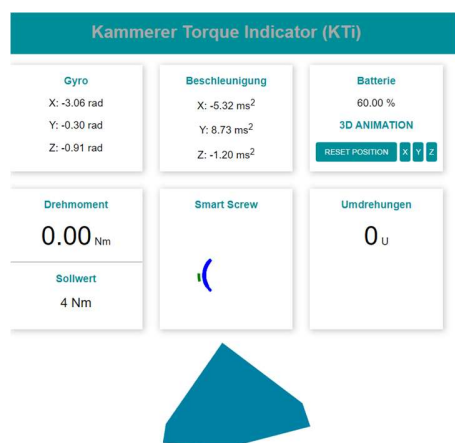 Kammerer Torque Indicator (KTi)
Gyro
X: -3.06 rad
Y: -0.30 rad
Z: -0.91 rad
Beschleunigung
X: -5.32 ms²
Y: 8.73 ms²
Z: -1.20 ms²
Batterie
60.00 %
3D ANIMATION
RESET POSITION X Y Z
Drehmoment
0.00 Nm
Sollwert
4 Nm
Smart Screw
Umdrehungen
0 U